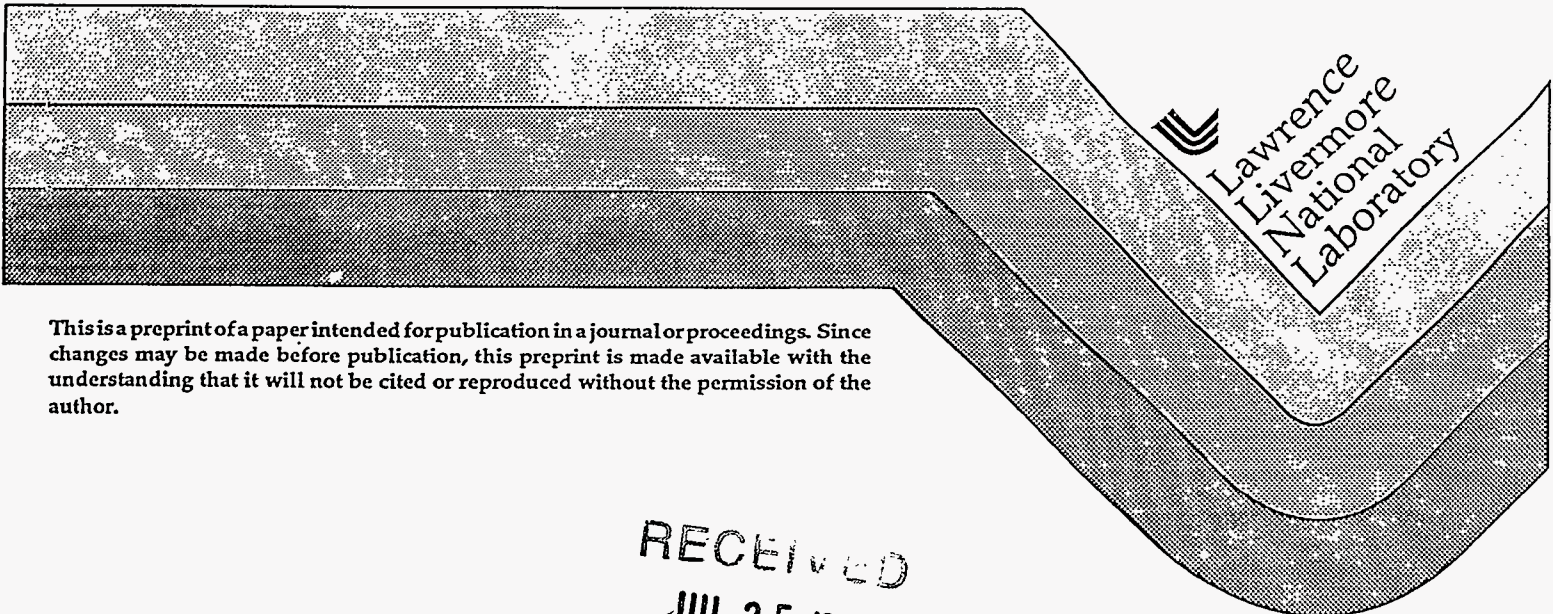 Lawrence
Livermore
National
Laboratory
This is a preprint of a paper intended for publication in a journal or proceedings. Since
changes may be made before publication, this preprint is made available with the
understanding that it will not be cited or reproduced without the permission of the
author.
RECEIVED